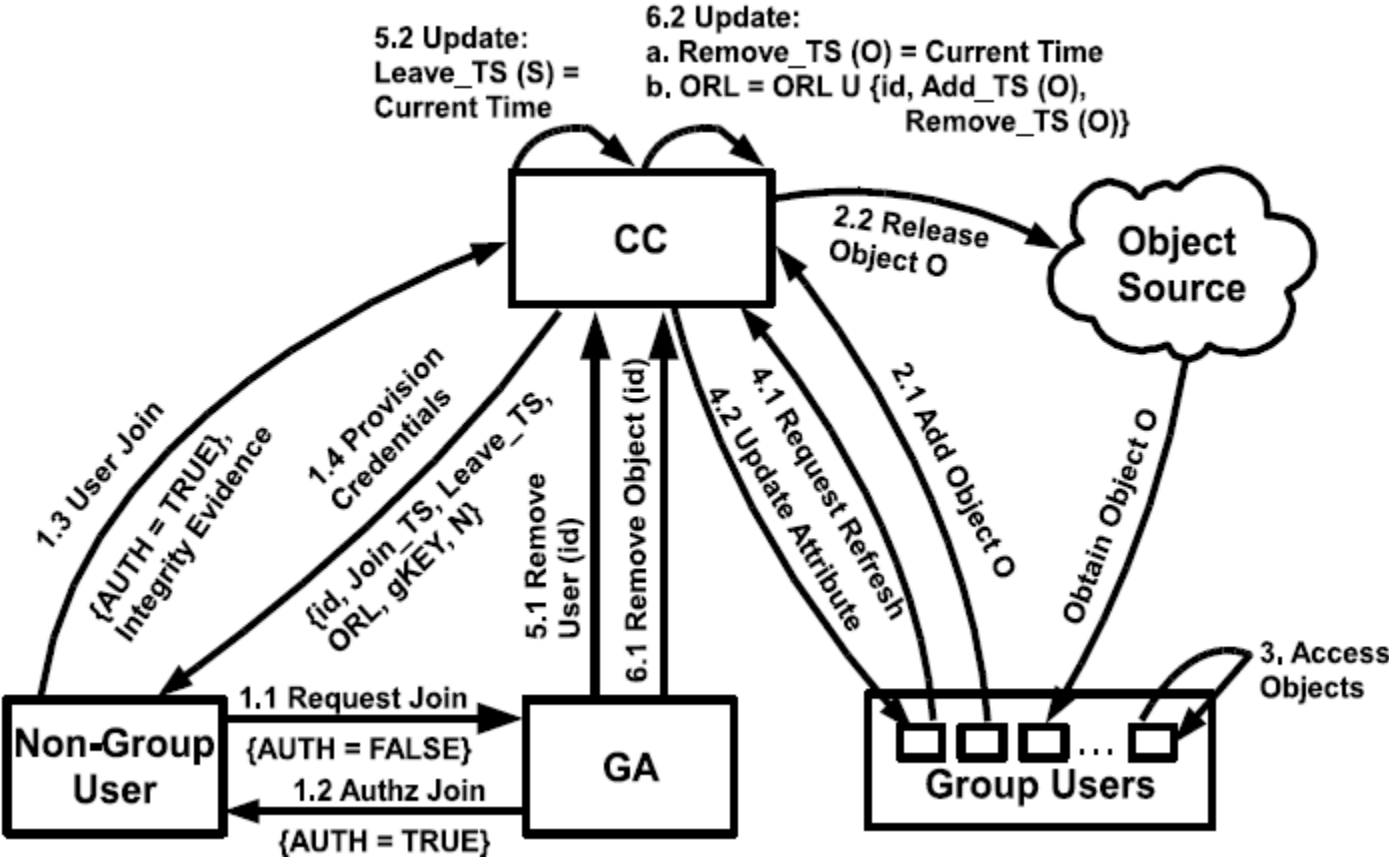 5.2 Update:
Leave_TS (S) =
Current Time
6.2 Update:
a. Remove_TS (O) = Current Time
b. ORL = ORL U {id, Add_TS (O),
Remove_TS (O)}
CC
2.2 Release
Object O
Object
Source
1.3 User Join
{AUTH = TRUE},
Integrity Evidence
1.4 Provision
Credentials
{id, Join_TS, Leave_TS,
ORL, gKEY, N}
5.1 Remove
User (id)
6.1 Remove Object (id)
4.2 Update Attribute
4.1 Request Refresh
2.1 Add Object O
Obtain Object O
3. Access
Objects
Non-Group
User
1.1 Request Join
{AUTH = FALSE}
1.2 Authz Join
{AUTH = TRUE}
GA
...
Group Users